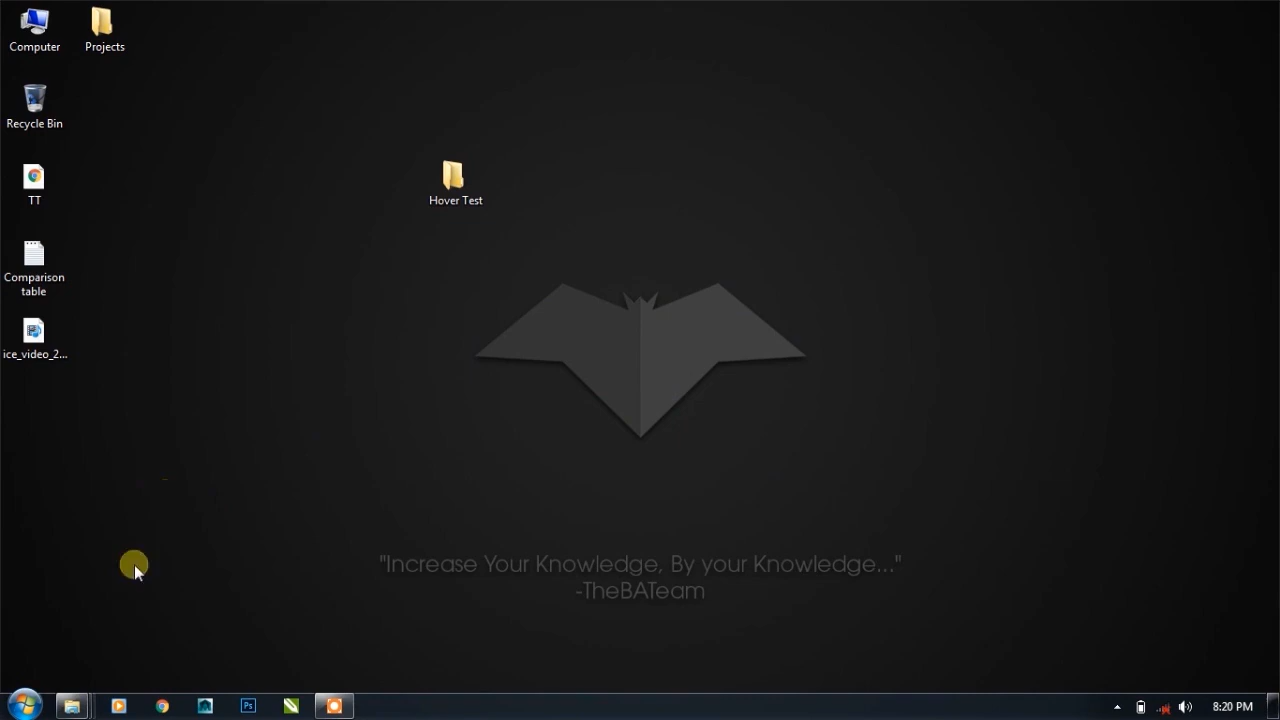 Computer
Projects
Recycle Bin
TT
Hover Test
Comparison
table
ice_video_2...
"Increase Your Knowledge, By your Knowledge..."
-TheBATeam
Ps
8:20 PM